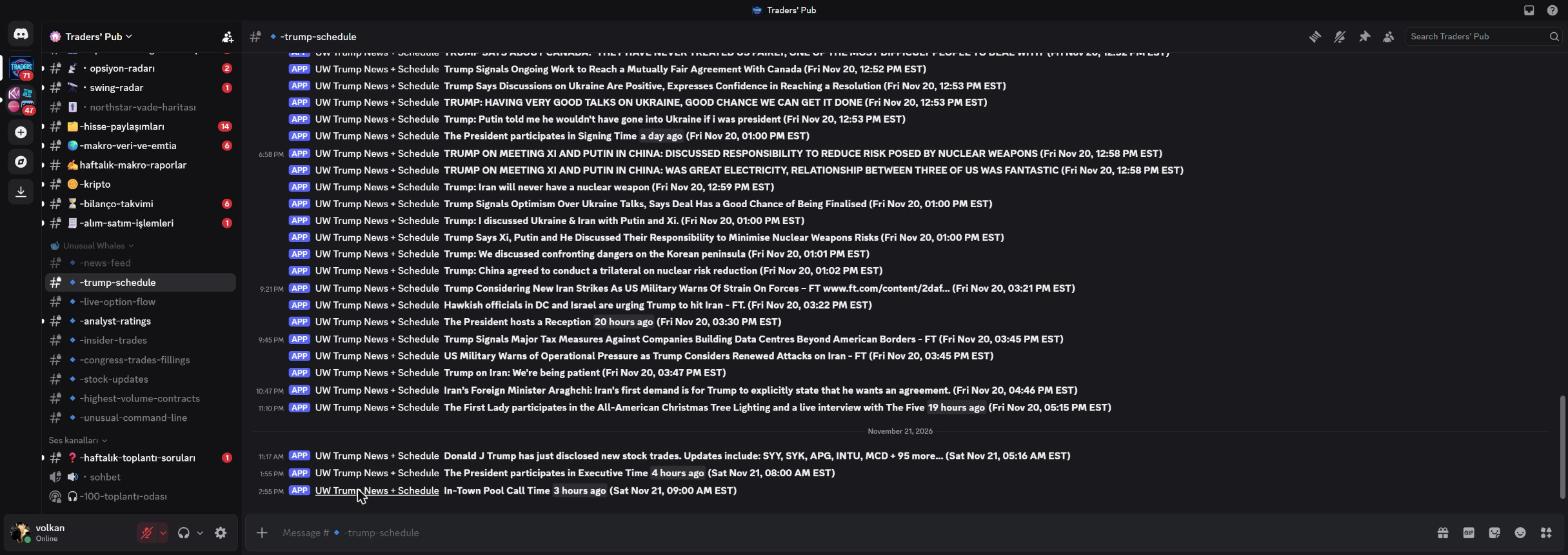 Traders' Pub
Traders' Pub
-trump-schedule
Search Traders' Pub
TRADERS
71
47
opsiyon-radarı
2
swing-radar
1
northstar-vade-haritası
-hisse-paylaşımları
14
-makro-veri-ve-emtia
6
haftalık-makro-raporlar
-kripto
-bilanço-takvimi
6
-alım-satım-işlemleri
1
Unusual Whales
-news-feed
-trump-schedule
-live-option-flow
-analyst-ratings
-insider-trades
-congress-trades-fillings
-stock-updates
-highest-volume-contracts
-unusual-command-line
Ses kanalları
-haftalık-toplantı-soruları
1
sohbet
-100-toplantı-odası
volkan
Online
APP UW Trump News + Schedule TRUMP SAYS ABOUT CANADA: "THEY HAVE NEVER TREATED US FAIRLY, ONE OF THE MOST DIFFICULT PEOPLE TO DEAL WITH" (Fri Nov 20, 12:52 PM EST)
APP UW Trump News + Schedule Trump Signals Ongoing Work to Reach a Mutually Fair Agreement With Canada (Fri Nov 20, 12:52 PM EST)
APP UW Trump News + Schedule Trump Says Discussions on Ukraine Are Positive, Expresses Confidence in Reaching a Resolution (Fri Nov 20, 12:53 PM EST)
APP UW Trump News + Schedule TRUMP: HAVING VERY GOOD TALKS ON UKRAINE, GOOD CHANCE WE CAN GET IT DONE (Fri Nov 20, 12:53 PM EST)
APP UW Trump News + Schedule Trump: Putin told me he wouldn't have gone into Ukraine if i was president (Fri Nov 20, 12:53 PM EST)
APP UW Trump News + Schedule The President participates in Signing Time a day ago (Fri Nov 20, 01:00 PM EST)
6:58 PM APP UW Trump News + Schedule TRUMP ON MEETING XI AND PUTIN IN CHINA: DISCUSSED RESPONSIBILITY TO REDUCE RISK POSED BY NUCLEAR WEAPONS (Fri Nov 20, 12:58 PM EST)
APP UW Trump News + Schedule TRUMP ON MEETING XI AND PUTIN IN CHINA: WAS GREAT ELECTRICITY, RELATIONSHIP BETWEEN THREE OF US WAS FANTASTIC (Fri Nov 20, 12:58 PM EST)
APP UW Trump News + Schedule Trump: Iran will never have a nuclear weapon (Fri Nov 20, 12:59 PM EST)
APP UW Trump News + Schedule Trump Signals Optimism Over Ukraine Talks, Says Deal Has a Good Chance of Being Finalised (Fri Nov 20, 01:00 PM EST)
APP UW Trump News + Schedule Trump: I discussed Ukraine & Iran with Putin and Xi. (Fri Nov 20, 01:00 PM EST)
APP UW Trump News + Schedule Trump Says Xi, Putin and He Discussed Their Responsibility to Minimise Nuclear Weapons Risks (Fri Nov 20, 01:00 PM EST)
APP UW Trump News + Schedule Trump: We discussed confronting dangers on the Korean peninsula (Fri Nov 20, 01:01 PM EST)
APP UW Trump News + Schedule Trump: China agreed to conduct a trilateral on nuclear risk reduction (Fri Nov 20, 01:02 PM EST)
9:21 PM APP UW Trump News + Schedule Trump Considering New Iran Strikes As US Military Warns Of Strain On Forces – FT www.ft.com/content/2daf... (Fri Nov 20, 03:21 PM EST)
APP UW Trump News + Schedule Hawkish officials in DC and Israel are urging Trump to hit Iran - FT. (Fri Nov 20, 03:22 PM EST)
APP UW Trump News + Schedule The President hosts a Reception 20 hours ago (Fri Nov 20, 03:30 PM EST)
9:45 PM APP UW Trump News + Schedule Trump Signals Major Tax Measures Against Companies Building Data Centres Beyond American Borders - FT (Fri Nov 20, 03:45 PM EST)
APP UW Trump News + Schedule US Military Warns of Operational Pressure as Trump Considers Renewed Attacks on Iran - FT (Fri Nov 20, 03:45 PM EST)
APP UW Trump News + Schedule Trump on Iran: We're being patient (Fri Nov 20, 03:47 PM EST)
10:47 PM APP UW Trump News + Schedule Iran's Foreign Minister Araghchi: Iran's first demand is for Trump to explicitly state that he wants an agreement. (Fri Nov 20, 04:46 PM EST)
11:10 PM APP UW Trump News + Schedule The First Lady participates in the All-American Christmas Tree Lighting and a live interview with The Five 19 hours ago (Fri Nov 20, 05:15 PM EST)
November 21, 2026
11:17 AM APP UW Trump News + Schedule Donald J Trump has just disclosed new stock trades. Updates include: SYY, SYK, APG, INTU, MCD + 95 more... (Sat Nov 21, 05:16 AM EST)
1:55 PM APP UW Trump News + Schedule The President participates in Executive Time 4 hours ago (Sat Nov 21, 08:00 AM EST)
2:55 PM APP UW Trump News + Schedule In-Town Pool Call Time 3 hours ago (Sat Nov 21, 09:00 AM EST)
Message # -trump-schedule
GIF